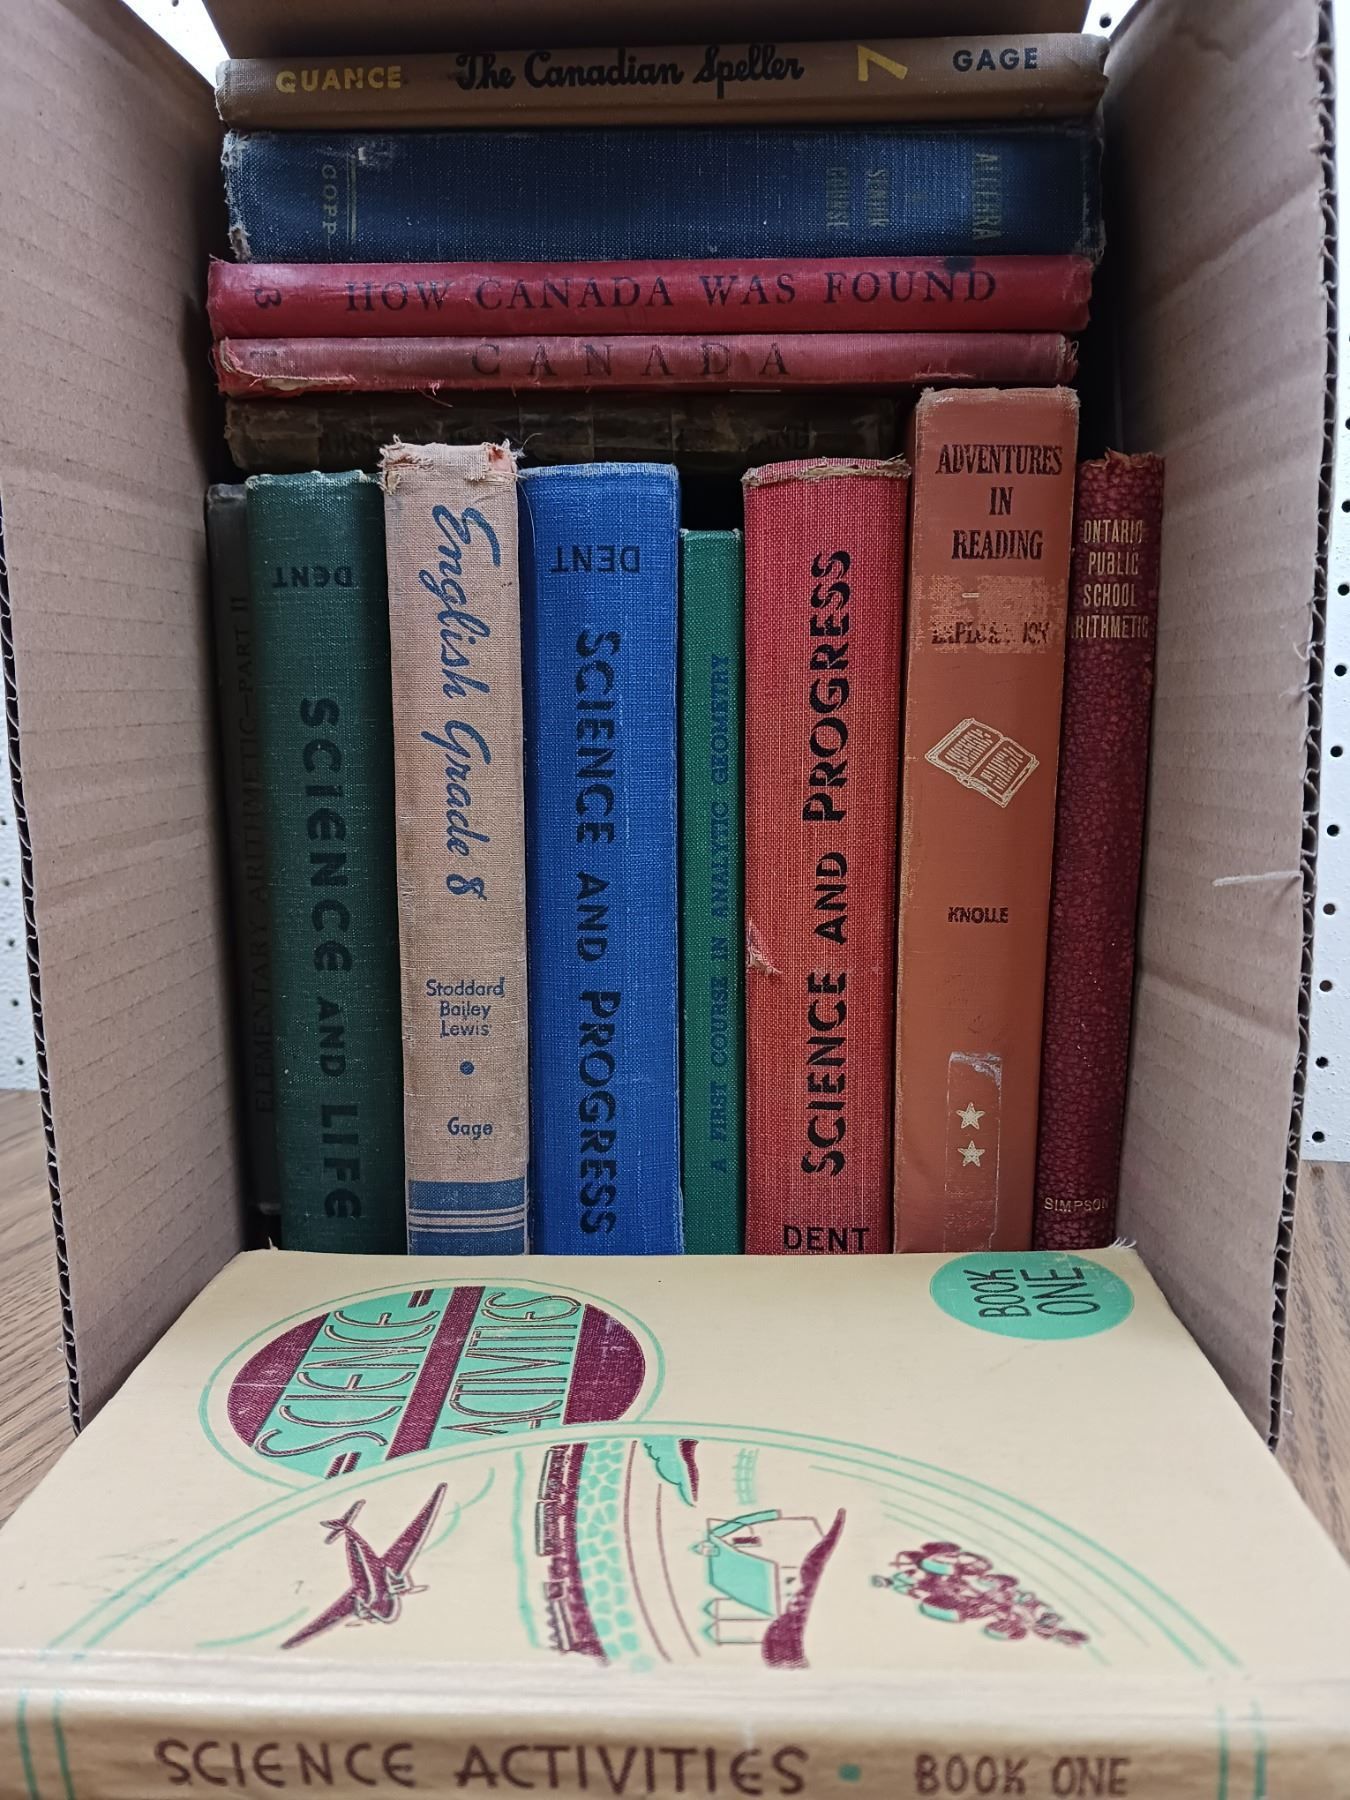 QUANCE The Canadian Speller 7 GAGE
ALGEBRA
SENIOR
COURSE
COPP
3 HOW CANADA WAS FOUND
CANADA
ELEMENTARY ARITHMETIC—PART II
DENT
SCIENCE AND LIFE
English Grade 8
Stoddard
Bailey
Lewis
Gage
DENT
SCIENCE AND PROGRESS
A FIRST COURSE IN ANALYTIC GEOMETRY
SCIENCE AND PROGRESS
DENT
ADVENTURES
IN
READING
KNOLLE
ONTARIO
PUBLIC
SCHOOL
ARITHMETIC
SIMPSON
BOOK
ONE
SCIENCE
ACTIVITIES
SCIENCE ACTIVITIES • BOOK ONE